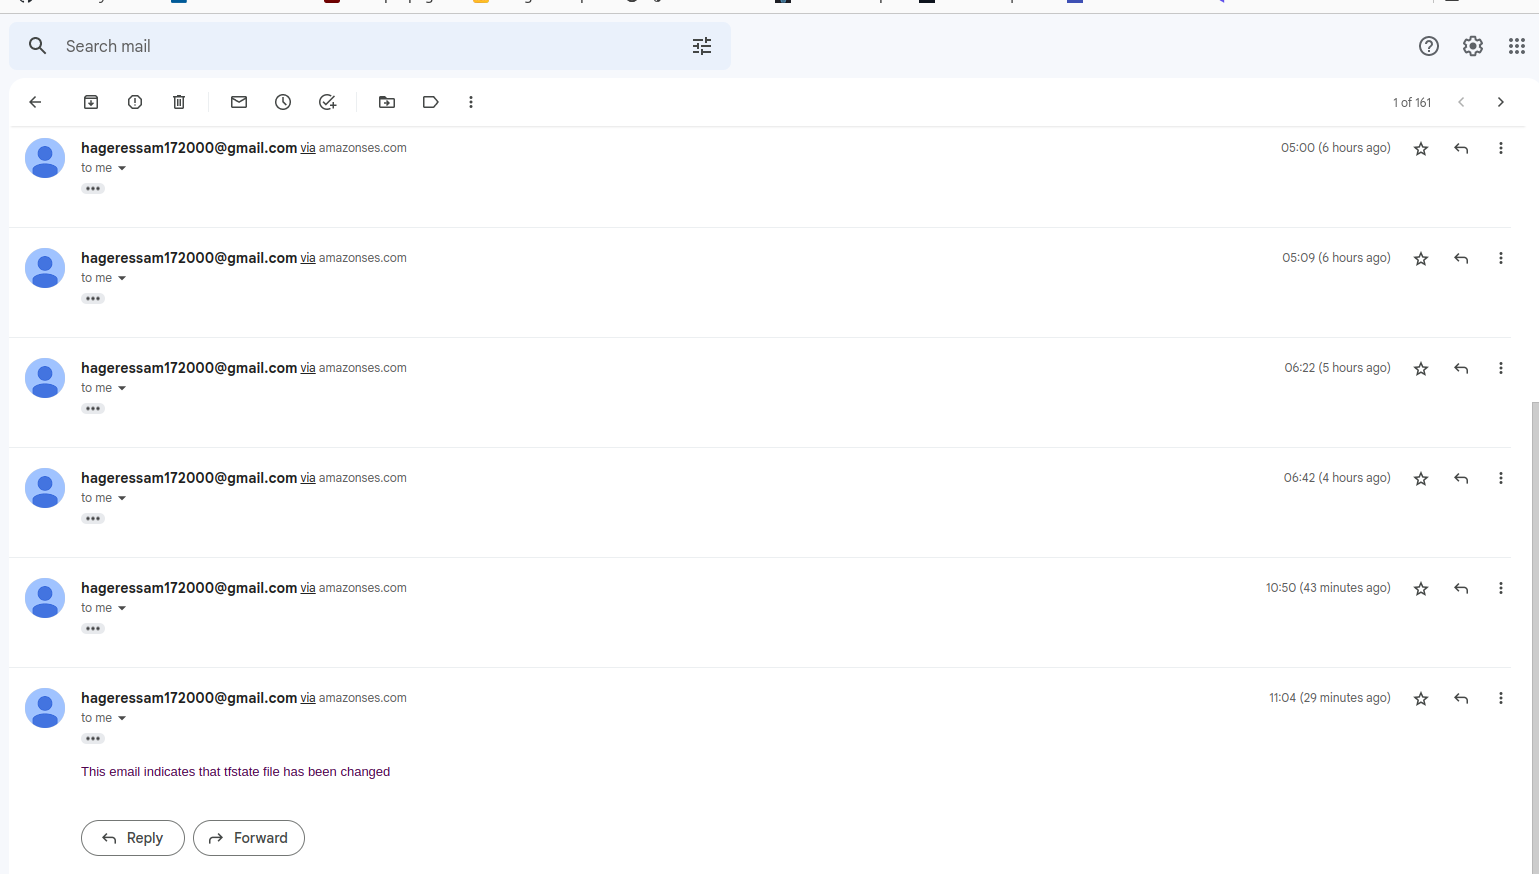 Search mail
1 of 161
hageressam172000@gmail.com via amazonses.com 05:00 (6 hours ago)
to me
hageressam172000@gmail.com via amazonses.com 05:09 (6 hours ago)
to me
hageressam172000@gmail.com via amazonses.com 06:22 (5 hours ago)
to me
hageressam172000@gmail.com via amazonses.com 06:42 (4 hours ago)
to me
hageressam172000@gmail.com via amazonses.com 10:50 (43 minutes ago)
to me
hageressam172000@gmail.com via amazonses.com 11:04 (29 minutes ago)
to me
This email indicates that tfstate file has been changed
Reply Forward